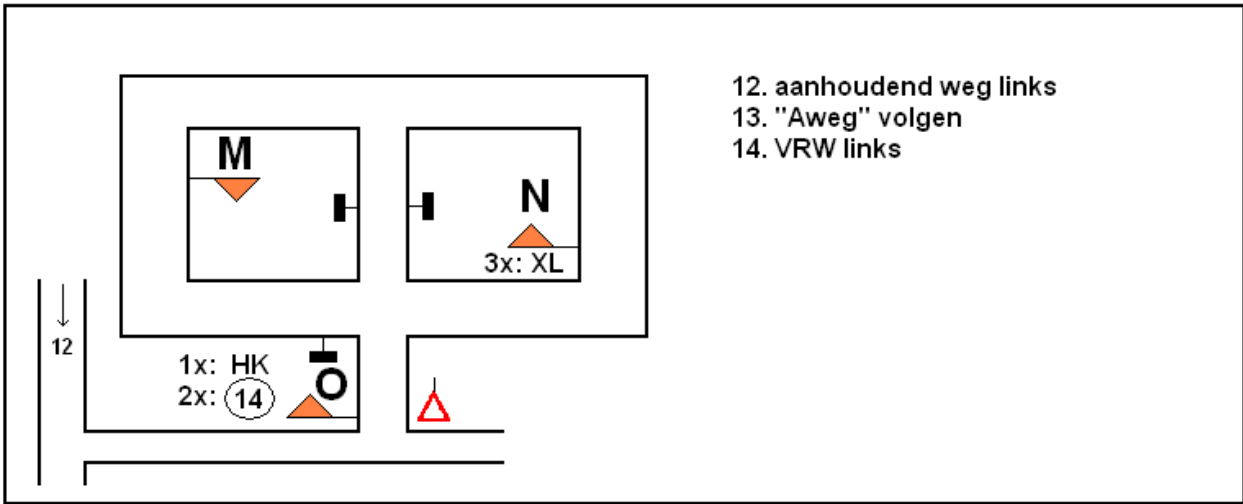 12. aanhoudend weg links
13. "Aweg" volgen
14. VRW links
M
N
3x: XL
12
1x: HK
2x: 14
O